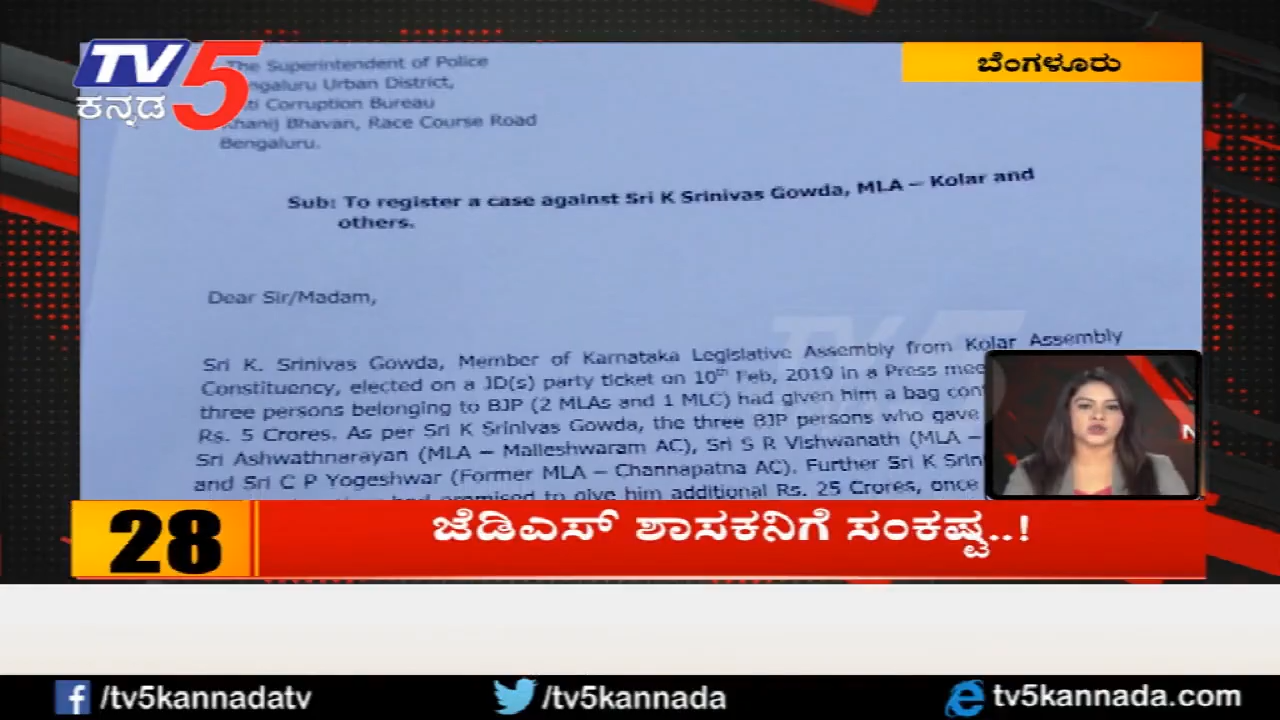 TV5
ಕನ್ನಡ
ಬೆಂಗಳೂರು
The Superintendent of Police
Bengaluru Urban District,
Corruption Bureau
Khanij Bhavan, Race Course Road
Bengaluru.
Sub: To register a case against Sri K Srinivas Gowda, MLA – Kolar and
others.
Dear Sir/Madam,
Sri K. Srinivas Gowda, Member of Karnataka Legislative Assembly from Kolar Assembly
Constituency, elected on a JD(s) party ticket on 10th Feb, 2019 in a Press
three persons belonging to BJP (2 MLAs and 1 MLC) had given him a bag
Rs. 5 Crores. As per Sri K Srinivas Gowda, the three BJP persons who gave
Sri Ashwathnarayan (MLA – Malleshwaram AC), Sri S R Vishwanath (MLA –
and Sri C P Yogeshwar (Former MLA – Channapatna AC). Further Sri K
had promised to give him additional Rs. 25 Crores, once
28
ಜೆಡಿಎಸ್ ಶಾಸಕನಿಗೆ ಸಂಕಷ್ಟ..!
/tv5kannadatv
/tv5kannada
tv5kannada.com